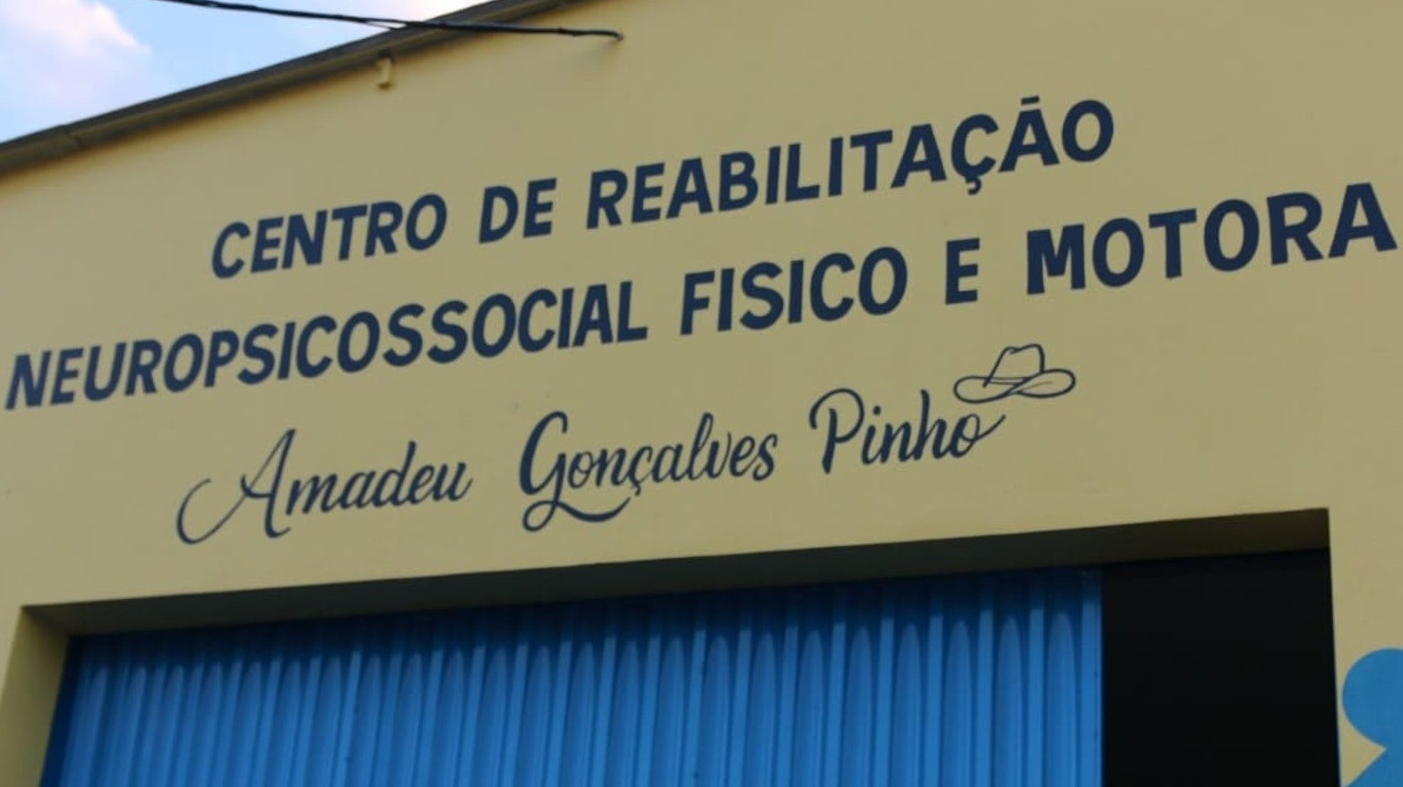 CENTRO DE REABILITAÇÃO
NEUROPSICOSSOCIAL FISICO E MOTORA
Amadeu Gonçalves Pinho